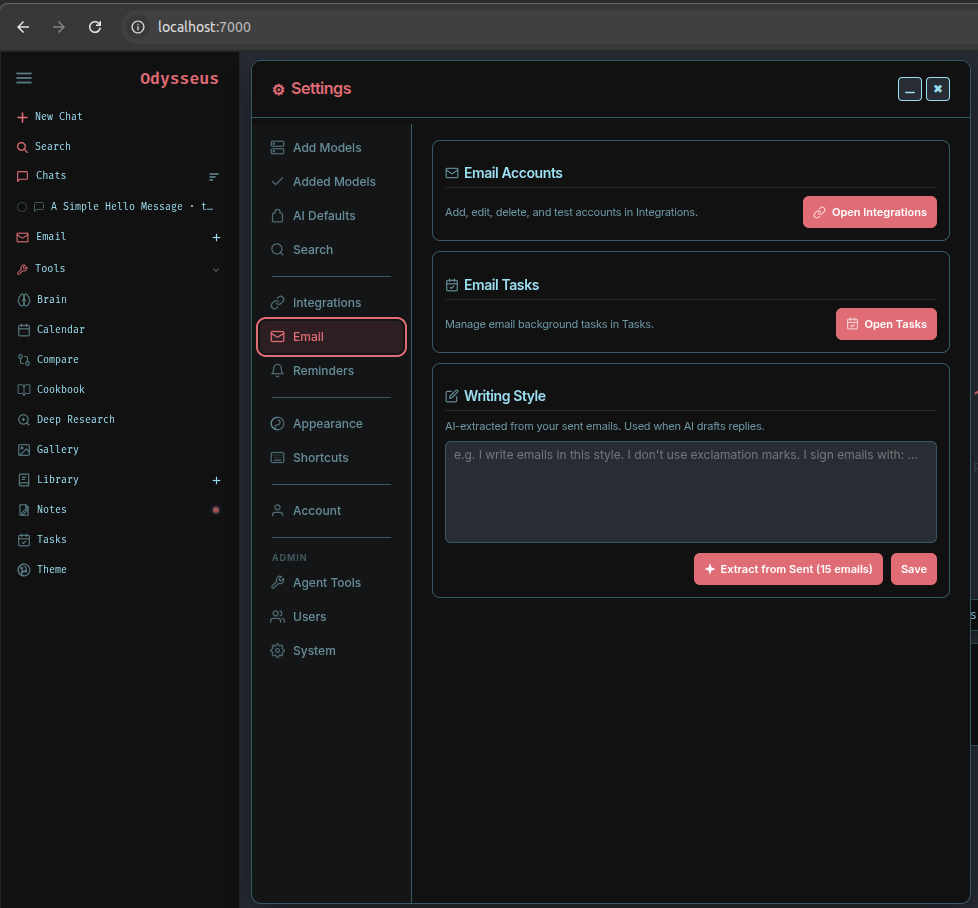 localhost:7000
Odysseus
New Chat
Search
Chats
A Simple Hello Message · t…
Email
Tools
Brain
Calendar
Compare
Cookbook
Deep Research
Gallery
Library
Notes
Tasks
Theme
Settings
Add Models
Added Models
AI Defaults
Search
Integrations
Email
Reminders
Appearance
Shortcuts
Account
ADMIN
Agent Tools
Users
System
Email Accounts
Add, edit, delete, and test accounts in Integrations.
Open Integrations
Email Tasks
Manage email background tasks in Tasks.
Open Tasks
Writing Style
AI-extracted from your sent emails. Used when AI drafts replies.
e.g. I write emails in this style. I don't use exclamation marks. I sign emails with: ...
Extract from Sent (15 emails)
Save